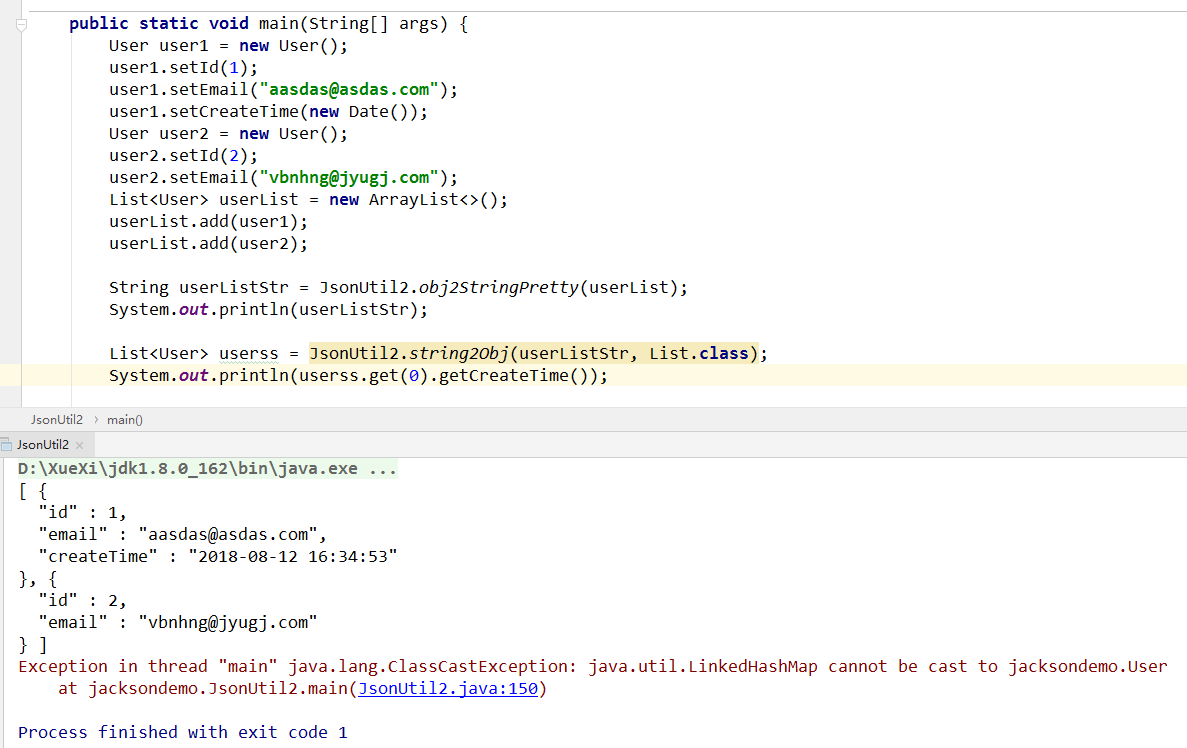 public static void main(String[] args) {
User user1 = new User();
user1.setId(1);
user1.setEmail("aasdas@asdas.com");
user1.setCreateTime(new Date());
User user2 = new User();
user2.setId(2);
user2.setEmail("vbnhng@jyugj.com");
List<User> userList = new ArrayList<>();
userList.add(user1);
userList.add(user2);
String userListStr = JsonUtil2.obj2StringPretty(userList);
System.out.println(userListStr);
List<User> userss = JsonUtil2.string2Obj(userListStr, List.class);
System.out.println(userss.get(0).getCreateTime());
JsonUtil2 › main()
JsonUtil2 ×
D:\XueXi\jdk1.8.0_162\bin\java.exe ...
[ {
"id" : 1,
"email" : "aasdas@asdas.com",
"createTime" : "2018-08-12 16:34:53"
}, {
"id" : 2,
"email" : "vbnhng@jyugj.com"
} ]
Exception in thread "main" java.lang.ClassCastException: java.util.LinkedHashMap cannot be cast to jacksondemo.User
at jacksondemo.JsonUtil2.main(JsonUtil2.java:150)
Process finished with exit code 1